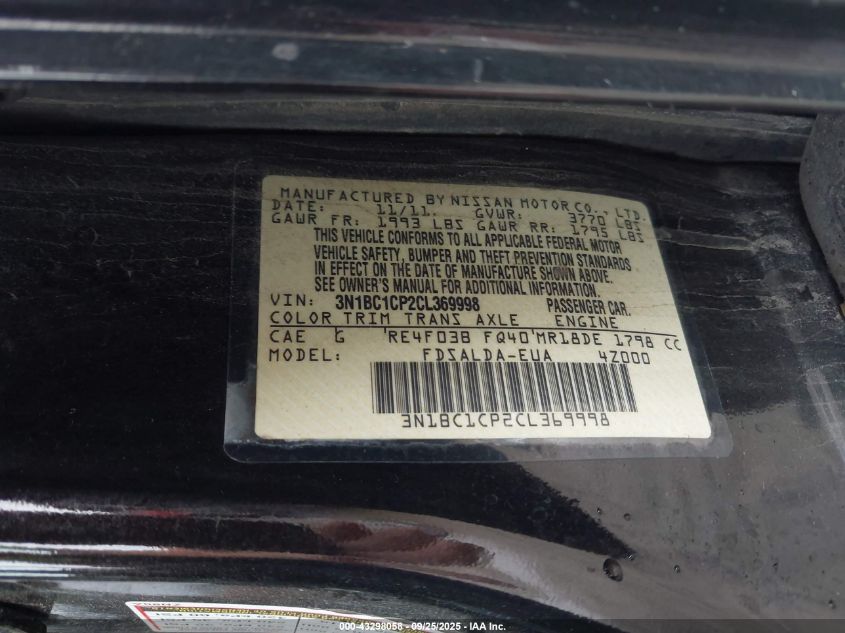 MANUFACTURED BY NISSAN MOTOR CO., LTD.
DATE: 11/11. GVWR: 3770 LBS
GAWR FR: 1993 LBS GAWR RR: 1795 LBS
THIS VEHICLE CONFORMS TO ALL APPLICABLE FEDERAL MOTOR
VEHICLE SAFETY, BUMPER AND THEFT PREVENTION STANDARDS
IN EFFECT ON THE DATE OF MANUFACTURE SHOWN ABOVE.
SEE OWNER'S MANUAL FOR ADDITIONAL INFORMATION.
VIN: 3N1BC1CP2CL369998 PASSENGER CAR.
COLOR TRIM TRANS AXLE ENGINE
CAE G RE4F03B FQ40 MR18DE 1798 CC
MODEL: FDSALDA-EUA 4Z000
3N1BC1CP2CL369998
000-43298058 - 09/25/2025 - IAA Inc.